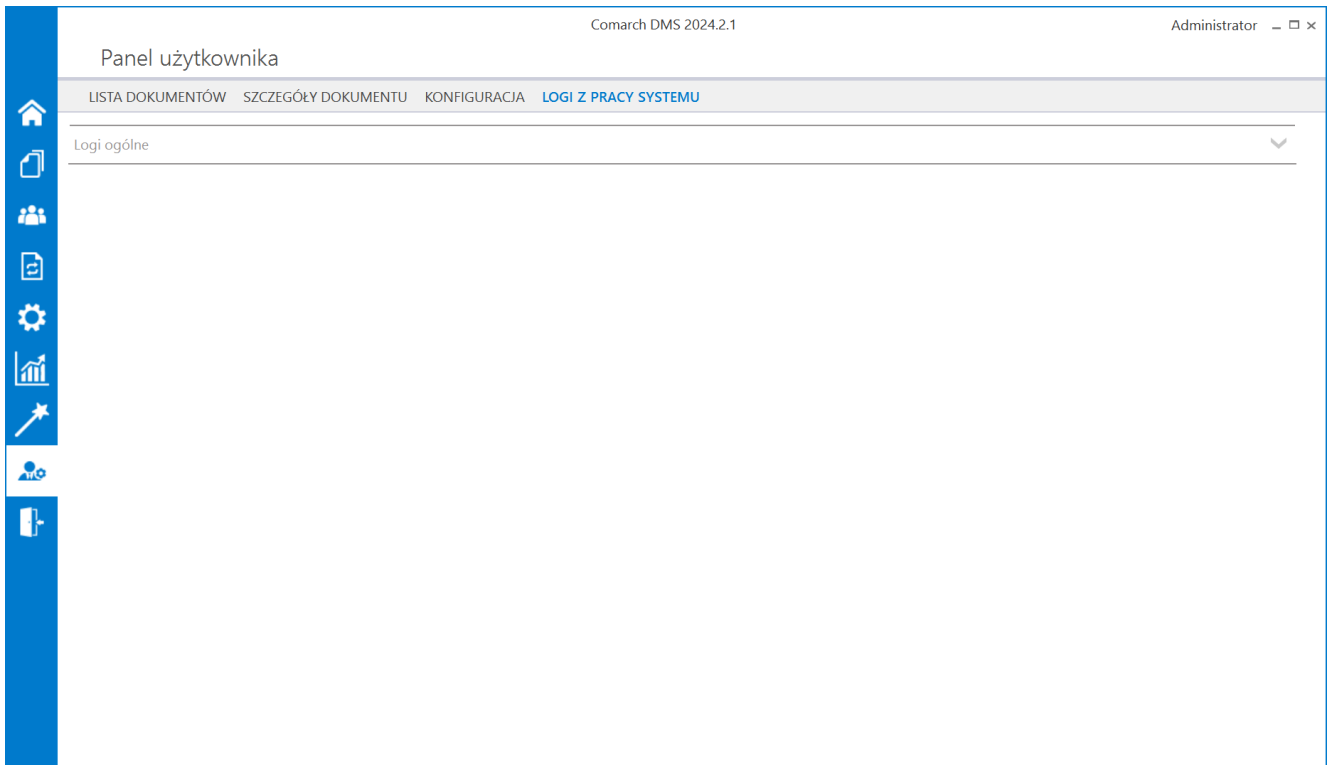 Comarch DMS 2024.2.1
Administrator
Panel użytkownika
LISTA DOKUMENTÓW SZCZEGÓŁY DOKUMENTU KONFIGURACJA LOGI Z PRACY SYSTEMU
Logi ogólne